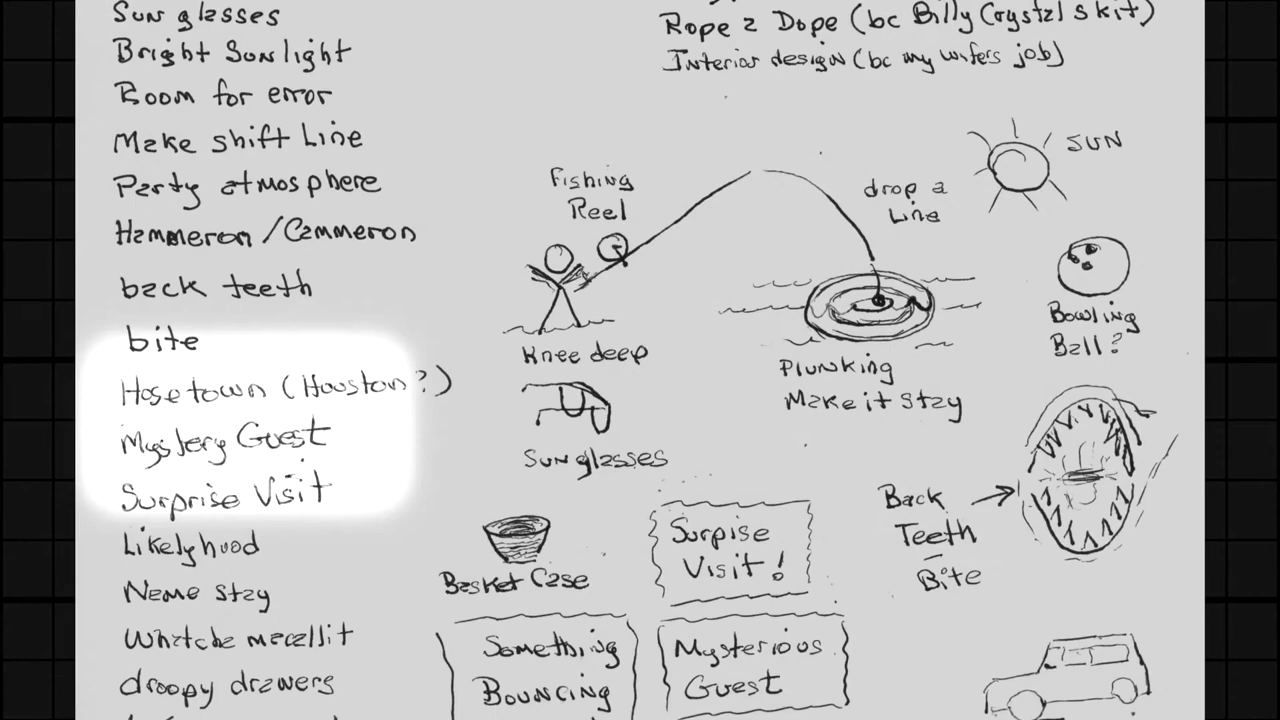 Sunglasses
Bright Sunlight
Room for error
Make shift Line
Party atmosphere
Hammeron / Cammeron
back teeth
bite
Hosetown (Houston?)
Mystery Guest
Surprise Visit
Likelyhood
Name stay
Whatcha macallit
droopy drawers
Rope a Dope (bc Billy Crystal skit)
Interior design (bc my wifers job)
SUN
Fishing
Reel
drop a
Line
Bowling
Ball?
Knee deep
Plunking
Make it stay
Sunglasses
Back
Teeth
Bite
Surpise
Visit!
Basket Case
Something
Bouncing
Mysterious
Guest